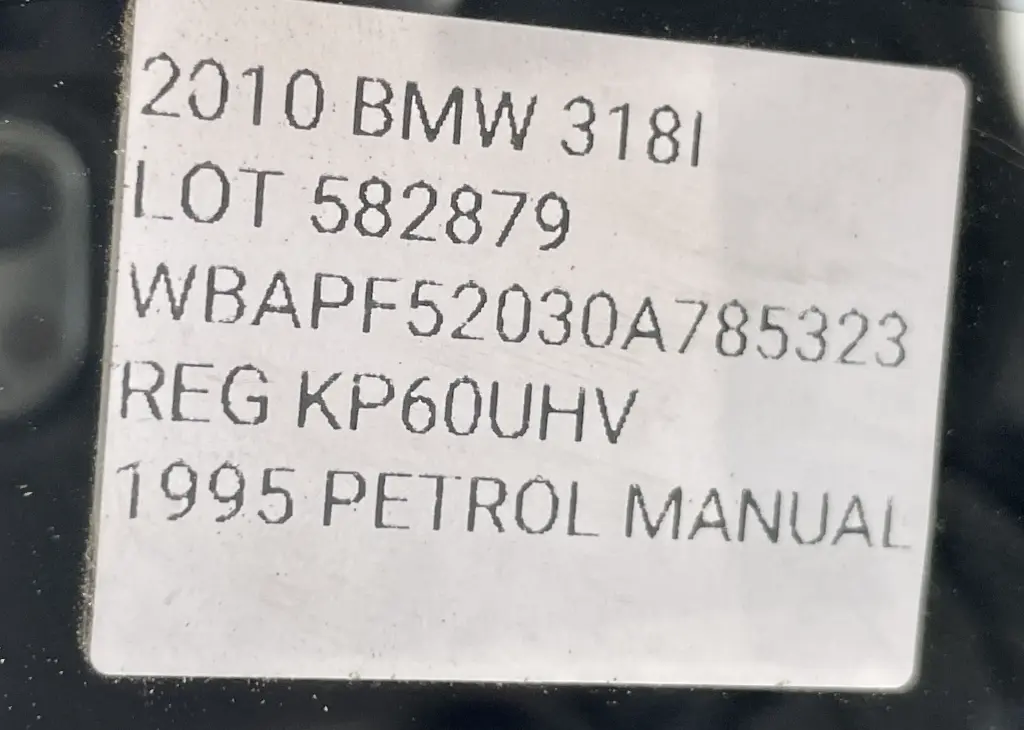 2010 BMW 318I
LOT 582879
WBAPF52030A785323
REG KP60UHV
1995 PETROL MANUAL